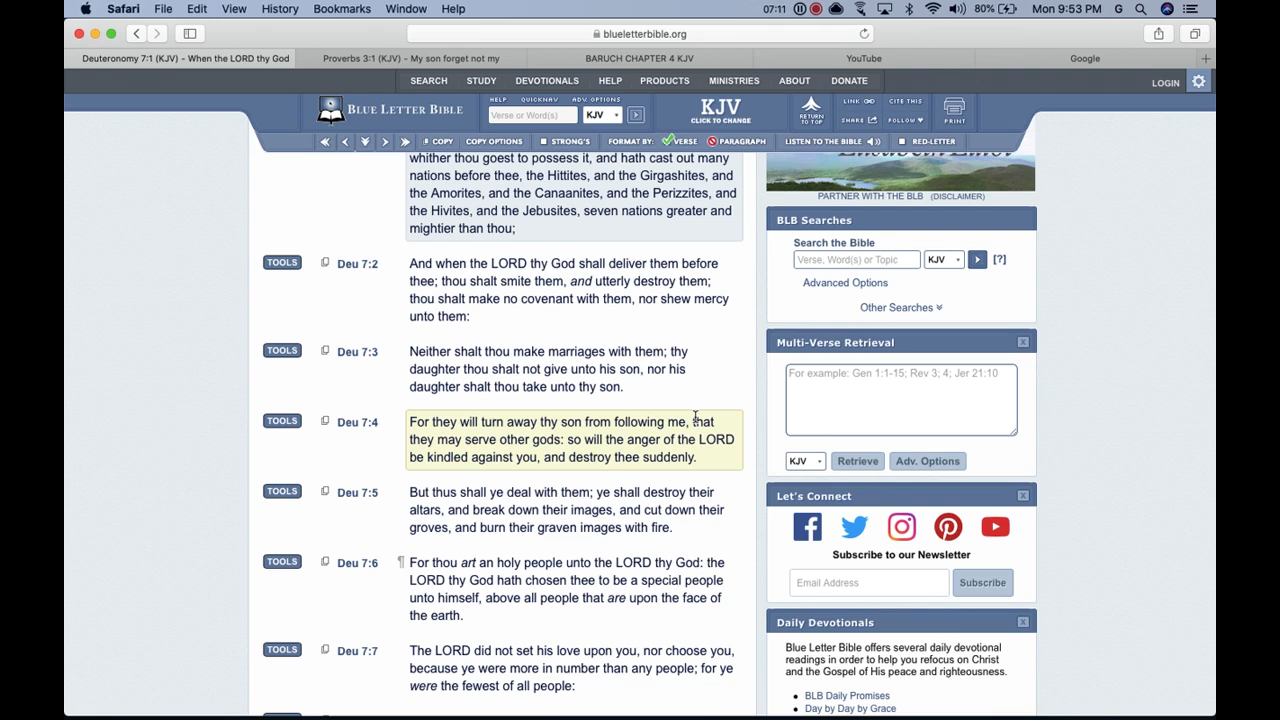 Safari File Edit View History Bookmarks Window Help 07:11 80% Mon 9:53 PM G
blueletterbible.org
Deuteronomy 7:1 (KJV) - When the LORD thy God
Proverbs 3:1 (KJV) - My son forget not my
BARUCH CHAPTER 4 KJV
YouTube
Google
SEARCH STUDY DEVOTIONALS HELP PRODUCTS MINISTRIES ABOUT DONATE LOGIN
BLUE LETTER BIBLE
HELP QUICKNAV ADV. OPTIONS
Verse or Word(s) KJV
KJV
CLICK TO CHANGE
RETURN
TO TOP
LINK CITE THIS
SHARE FOLLOW
PRINT
COPY COPY OPTIONS STRONG'S FORMAT BY: VERSE PARAGRAPH LISTEN TO THE BIBLE RED-LETTER
whither thou goest to possess it, and hath cast out many
nations before thee, the Hittites, and the Girgashites, and
the Amorites, and the Canaanites, and the Perizzites, and
the Hivites, and the Jebusites, seven nations greater and
mightier than thou;
TOOLS Deu 7:2 And when the LORD thy God shall deliver them before
thee; thou shalt smite them, and utterly destroy them;
thou shalt make no covenant with them, nor shew mercy
unto them:
TOOLS Deu 7:3 Neither shalt thou make marriages with them; thy
daughter thou shalt not give unto his son, nor his
daughter shalt thou take unto thy son.
TOOLS Deu 7:4 For they will turn away thy son from following me, that
they may serve other gods: so will the anger of the LORD
be kindled against you, and destroy thee suddenly.
TOOLS Deu 7:5 But thus shall ye deal with them; ye shall destroy their
altars, and break down their images, and cut down their
groves, and burn their graven images with fire.
TOOLS Deu 7:6 ¶ For thou art an holy people unto the LORD thy God: the
LORD thy God hath chosen thee to be a special people
unto himself, above all people that are upon the face of
the earth.
TOOLS Deu 7:7 The LORD did not set his love upon you, nor choose you,
because ye were more in number than any people; for ye
were the fewest of all people:
PARTNER WITH THE BLB (DISCLAIMER)
BLB Searches
Search the Bible
Verse, Word(s) or Topic KJV [?]
Advanced Options
Other Searches
Multi-Verse Retrieval
For example: Gen 1:1-15; Rev 3; 4; Jer 21:10
KJV Retrieve Adv. Options
Let's Connect
Subscribe to our Newsletter
Email Address Subscribe
Daily Devotionals
Blue Letter Bible offers several daily devotional
readings in order to help you refocus on Christ
and the Gospel of His peace and righteousness.
• BLB Daily Promises
• Day by Day by Grace